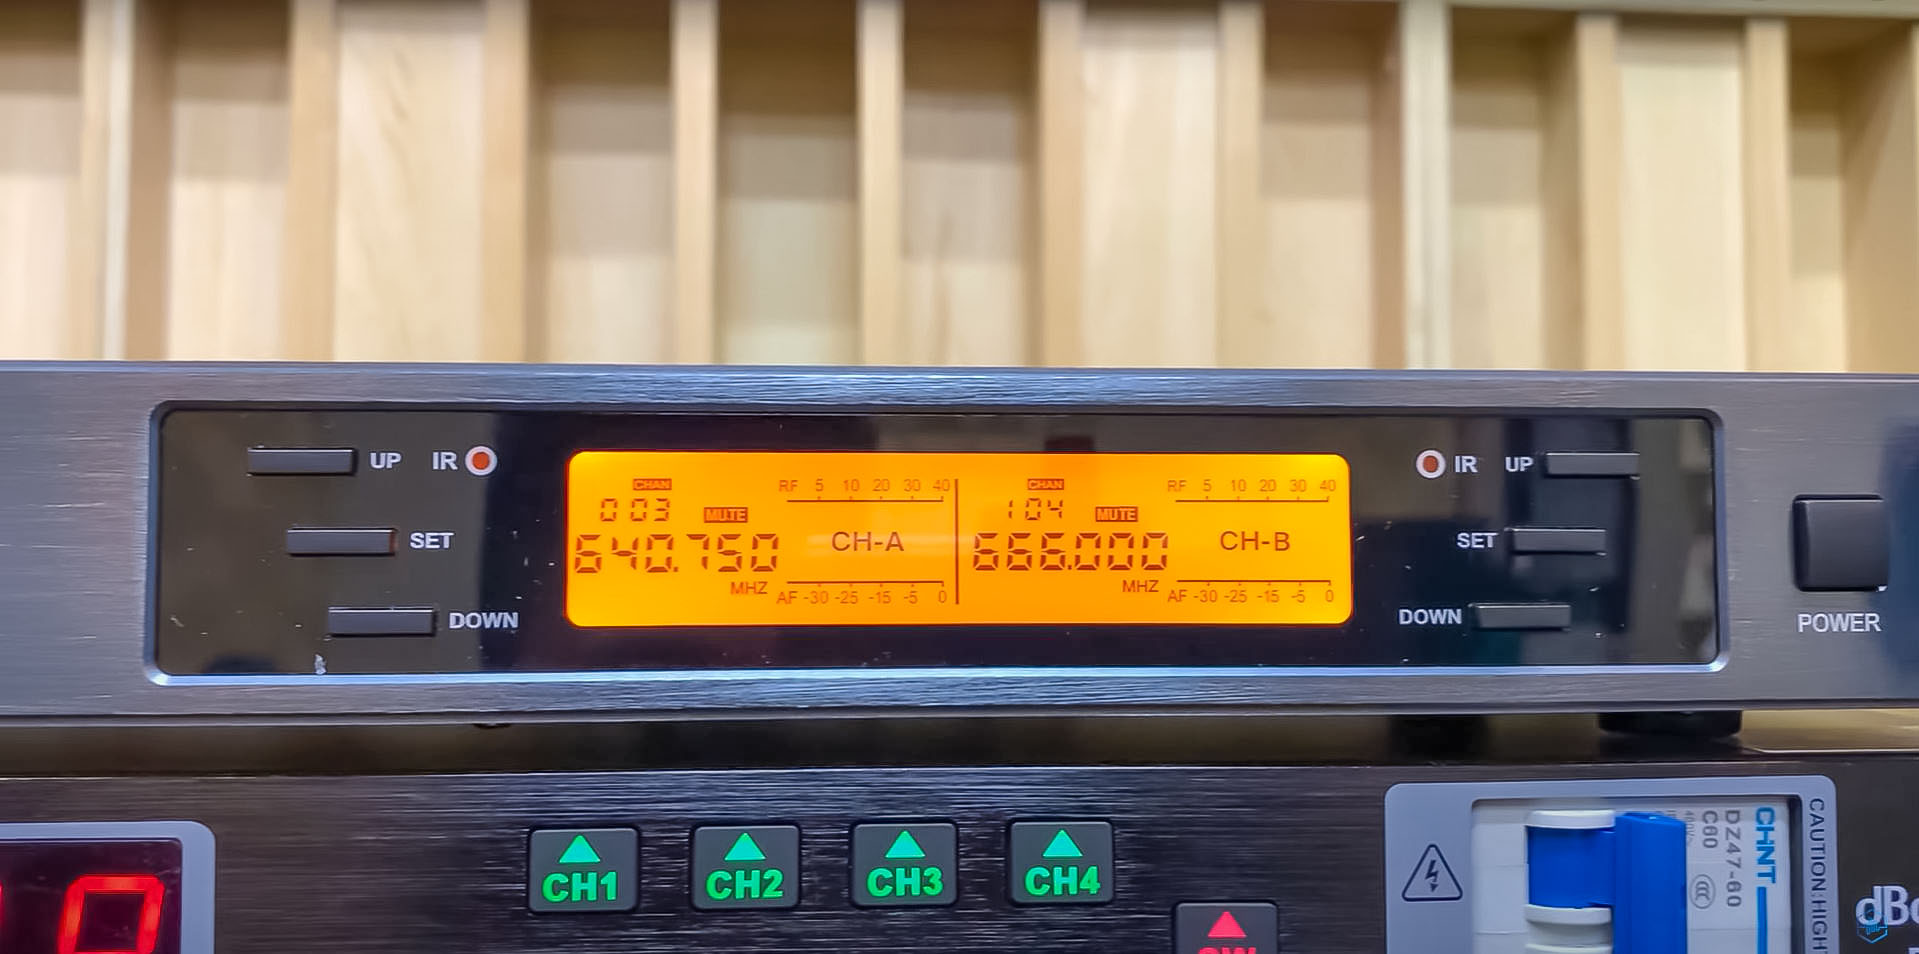 UP IR
SET
DOWN
CHAN
003
MUTE
640.750
MHZ
RF 5 10 20 30 40
CH-A
AF -30 -25 -15 -5 0
CHAN
104
MUTE
666.000
MHZ
RF 5 10 20 30 40
CH-B
AF -30 -25 -15 -5 0
IR UP
SET
DOWN
POWER
0
CH1
CH2
CH3
CH4
CHNT
DZ47-60
C60
CAUTION:HIGH